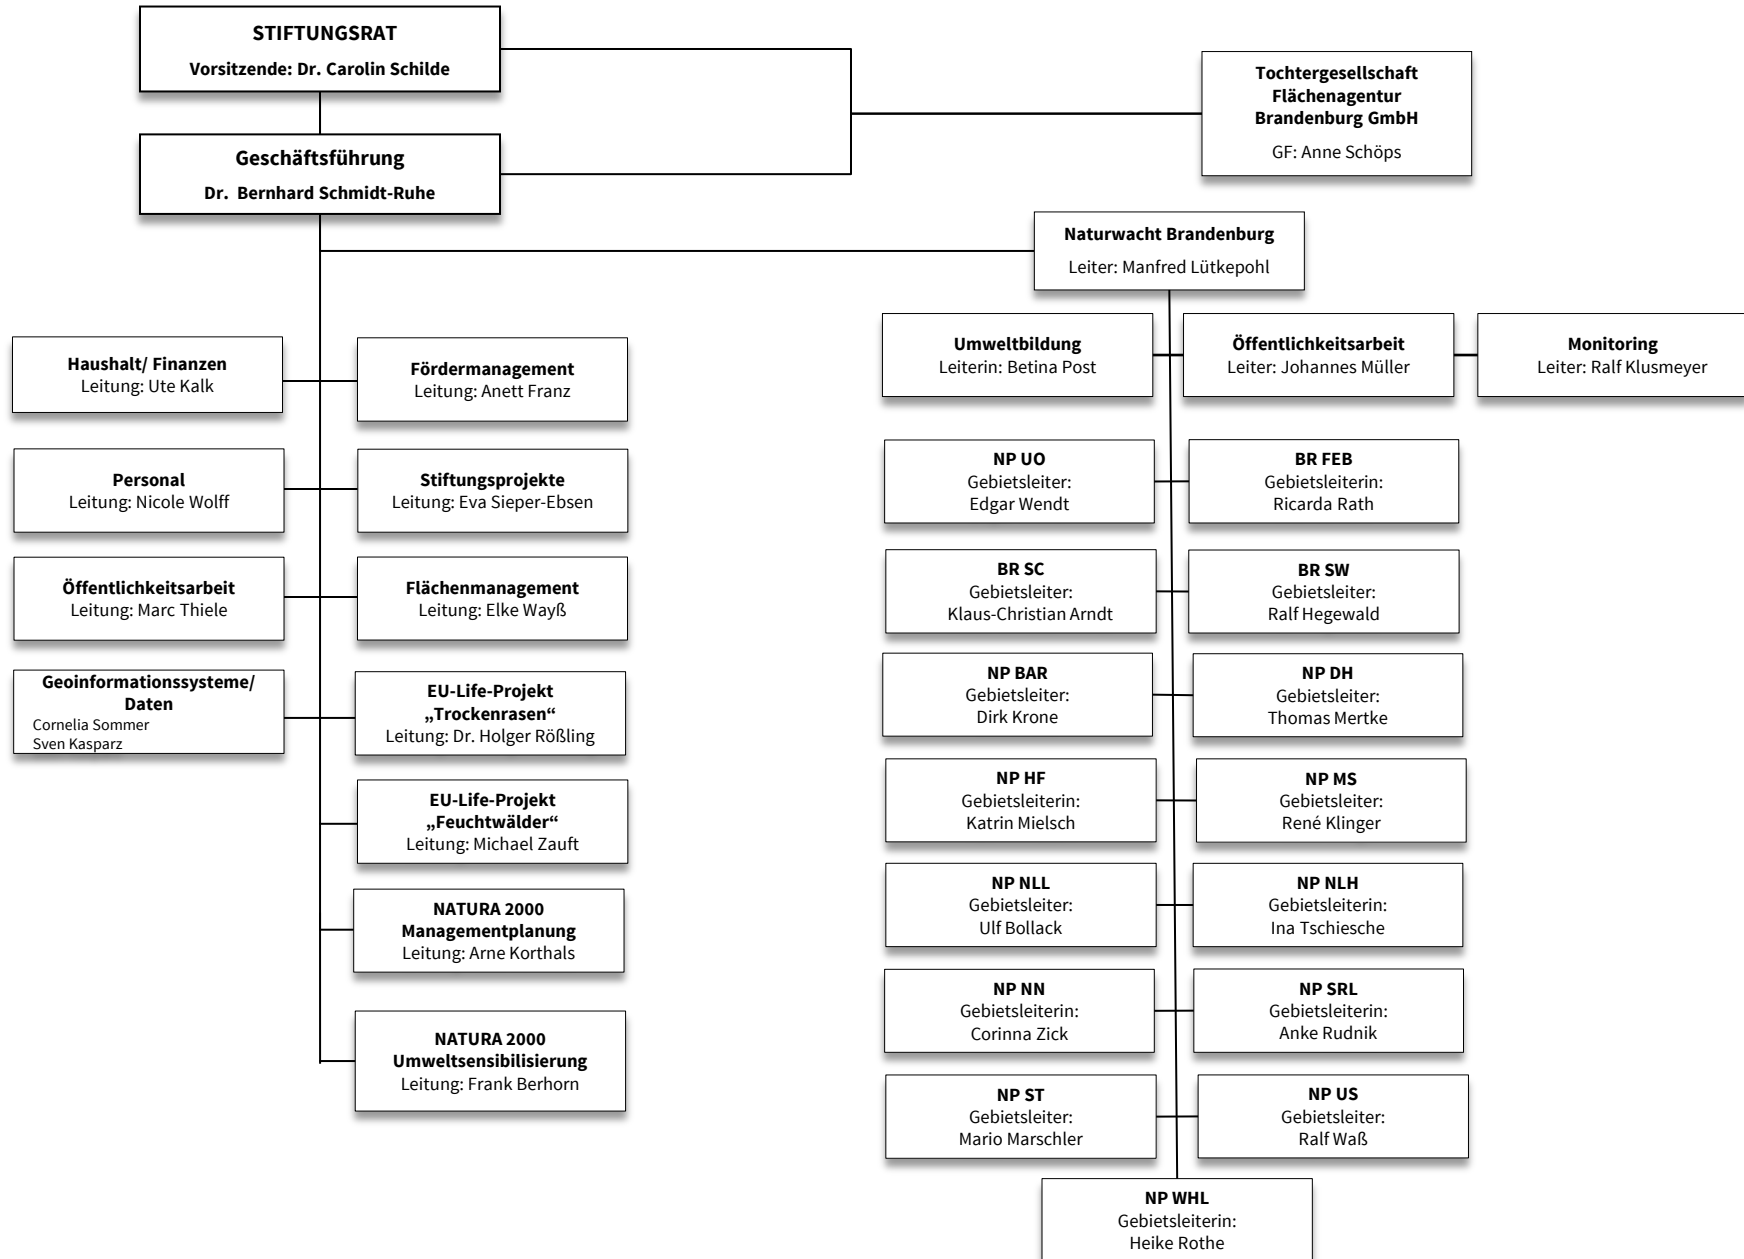 STIFTUNGSRAT
Vorsitzende: Dr. Carolin Schilde
Tochtergesellschaft
Flächenagentur
Brandenburg GmbH
GF: Anne Schöps
Geschäftsführung
Dr. Bernhard Schmidt-Ruhe
Naturwacht Brandenburg
Leiter: Manfred Lütkepohl
Haushalt/ Finanzen
Leitung: Ute Kalk
Fördermanagement
Leitung: Anett Franz
Personal
Leitung: Nicole Wolff
Stiftungsprojekte
Leitung: Eva Sieper-Ebsen
Öffentlichkeitsarbeit
Leitung: Marc Thiele
Flächenmanagement
Leitung: Elke Wayß
Geoinformationssysteme/
Daten
Cornelia Sommer
Sven Kasparz
EU-Life-Projekt
„Trockenrasen“
Leitung: Dr. Holger Rößling
EU-Life-Projekt
„Feuchtwälder“
Leitung: Michael Zauft
NATURA 2000
Managementplanung
Leitung: Arne Korthals
NATURA 2000
Umweltsensibilisierung
Leitung: Frank Berhorn
Umweltbildung
Leiterin: Betina Post
Öffentlichkeitsarbeit
Leiter: Johannes Müller
Monitoring
Leiter: Ralf Klusmeyer
NP UO
Gebietsleiter:
Edgar Wendt
BR FEB
Gebietsleiterin:
Ricarda Rath
BR SC
Gebietsleiter:
Klaus-Christian Arndt
BR SW
Gebietsleiter:
Ralf Hegewald
NP BAR
Gebietsleiter:
Dirk Krone
NP DH
Gebietsleiter:
Thomas Mertke
NP HF
Gebietsleiterin:
Katrin Mielsch
NP MS
Gebietsleiter:
René Klinger
NP NLL
Gebietsleiter:
Ulf Bollack
NP NLH
Gebietsleiterin:
Ina Tschiesche
NP NN
Gebietsleiterin:
Corinna Zick
NP SRL
Gebietsleiterin:
Anke Rudnik
NP ST
Gebietsleiter:
Mario Marschler
NP US
Gebietsleiter:
Ralf Waß
NP WHL
Gebietsleiterin:
Heike Rothe